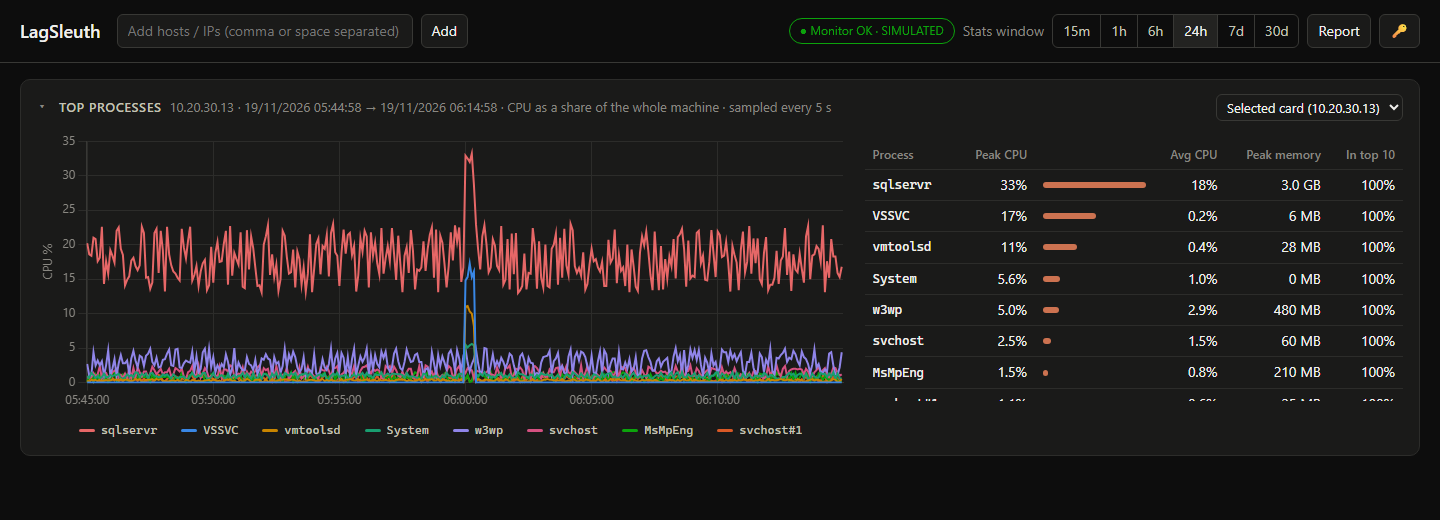 LagSleuth
Add hosts / IPs (comma or space separated)
Add
Monitor OK · SIMULATED
Stats window
15m 1h 6h 24h 7d 30d
Report
TOP PROCESSES 10.20.30.13 · 19/11/2026 05:44:58 → 19/11/2026 06:14:58 · CPU as a share of the whole machine · sampled every 5 s
Selected card (10.20.30.13)
CPU %
35
30
25
20
15
10
5
0
05:45:00 05:50:00 06:00:00 06:05:00 06:10:00
05:55:00
sqlservr VSSVC vmtoolsd System w3wp svchost MsMpEng svchost#1
Process Peak CPU Avg CPU Peak memory In top 10
sqlservr 33% 18% 3.0 GB 100%
VSSVC 17% 0.2% 6 MB 100%
vmtoolsd 11% 0.4% 28 MB 100%
System 5.6% 1.0% 0 MB 100%
w3wp 5.0% 2.9% 480 MB 100%
svchost 2.5% 1.5% 60 MB 100%
MsMpEng 1.5% 0.8% 210 MB 100%